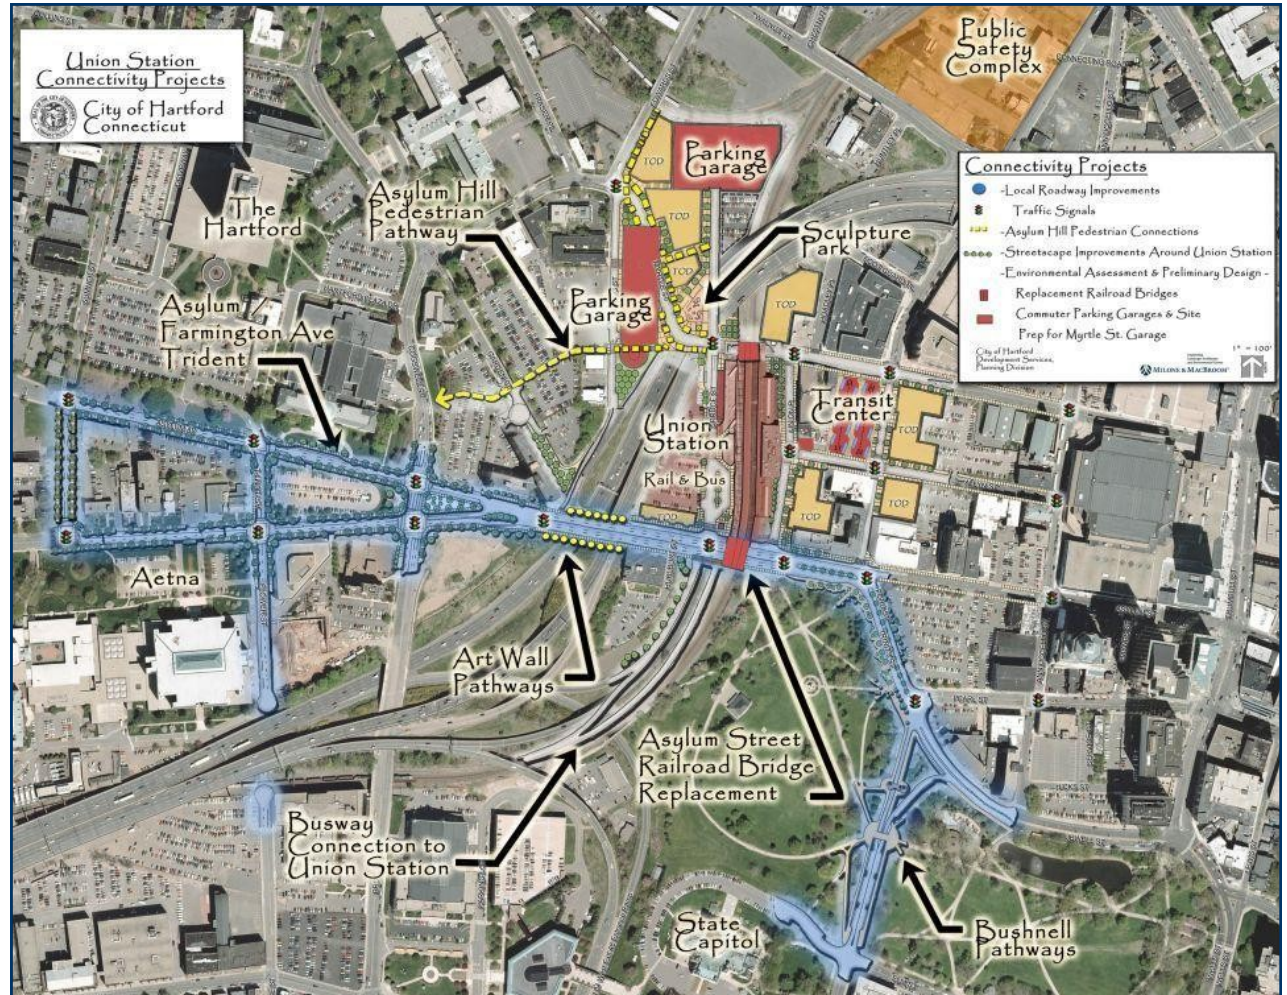 Union Station
Connectivity Projects
City of Hartford
Connecticut
Public
Safety
Complex
Connectivity Projects
-Local Roadway Improvements
Traffic Signals
-Asylum Hill Pedestrian Connections
-Streetscape Improvements Around Union Station
-Environmental Assessment & Preliminary Design -
Replacement Railroad Bridges
Commuter Parking Garages & Site
Prep for Myrtle St. Garage
City of Hartford
Development Services,
Planning Division
MILONE & MACBROOM
1" = 100'
TOD
Parking
Garage
Asylum Hill
Pedestrian
Pathway
The
Hartford
TOD
Sculpture
Park
TOD
Parking
Garage
TOD
Asylum /
Farmington Ave
Trident
Union
Station
Rail & Bus
Transit
Center
TOD
TOD
TOD
Aetna
Art Wall
Pathways
Asylum Street
Railroad Bridge
Replacement
PEARL ST
Busway
Connection to
Union Station
State
Capitol
Bushnell
Pathways